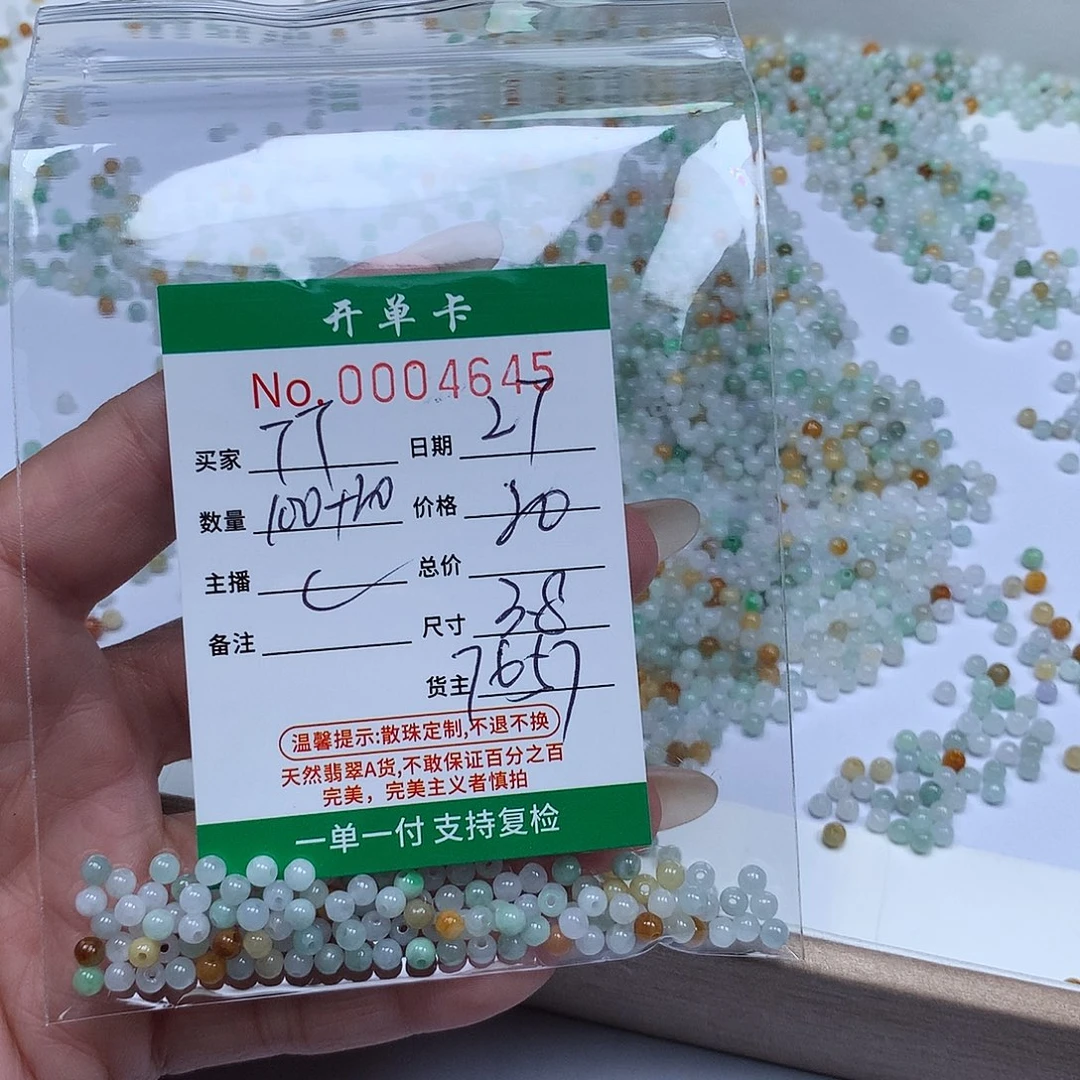 开单卡
No. 0004645
买家 77 日期 27
数量 100+20 价格 20
主播 总价
备注 尺寸 3.8
货主 7657
温馨提示:散珠定制,不退不换
天然翡翠A货,不敢保证百分之百
完美，完美主义者慎拍
一单一付 支持复检